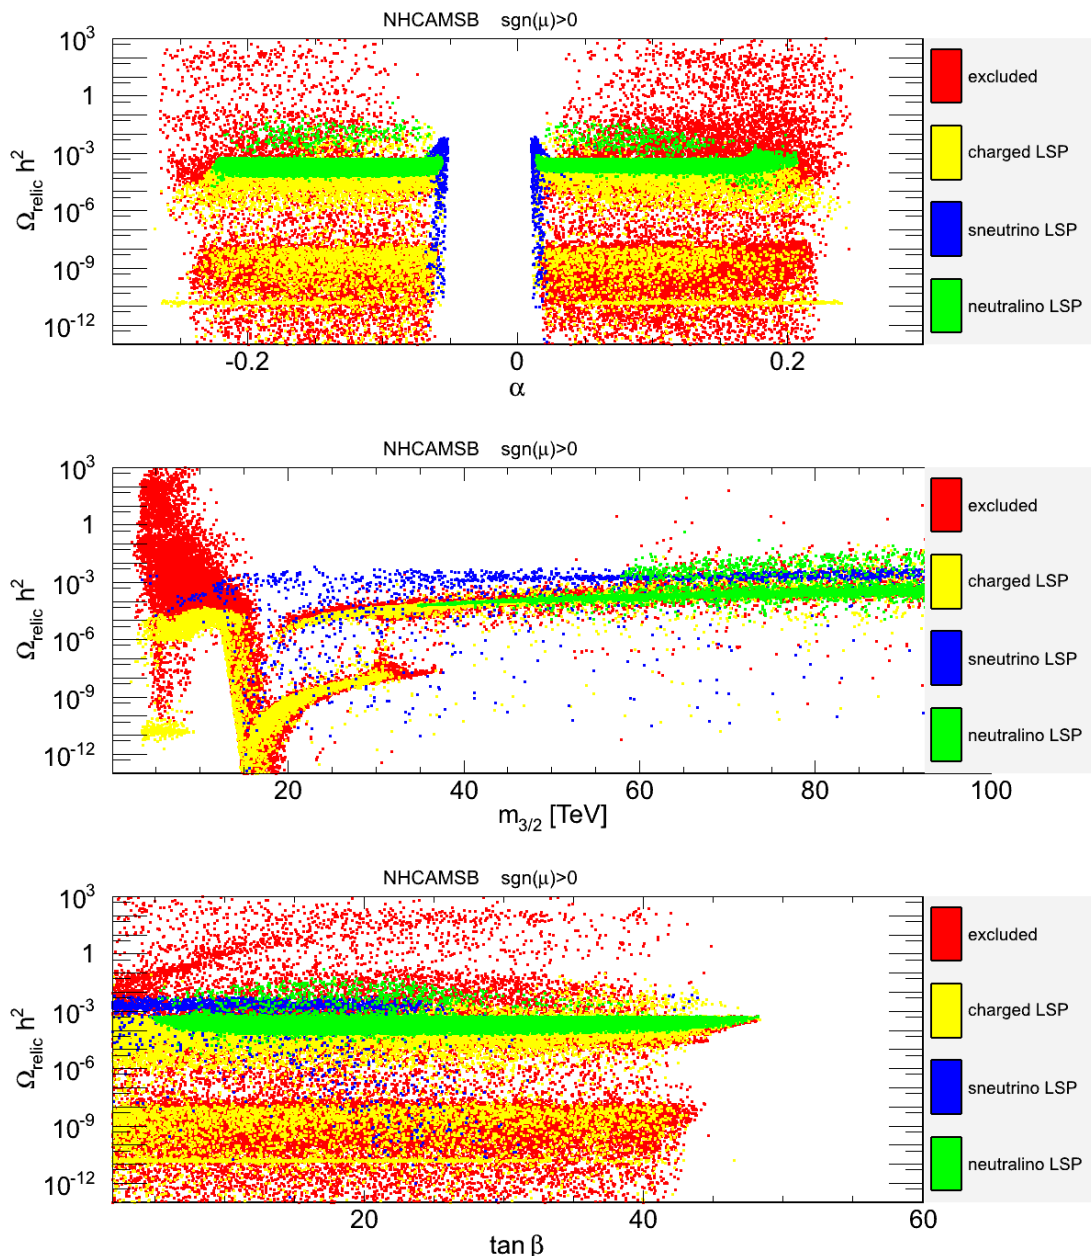 NHCAMSB sgn(μ)>0
Ω_relic h²
10³
1
10⁻³
10⁻⁶
10⁻⁹
10⁻¹²
-0.2 0 0.2
α
excluded
charged LSP
sneutrino LSP
neutralino LSP
NHCAMSB sgn(μ)>0
Ω_relic h²
10³
1
10⁻³
10⁻⁶
10⁻⁹
10⁻¹²
20 40 60 80 100
m_3/2 [TeV]
excluded
charged LSP
sneutrino LSP
neutralino LSP
NHCAMSB sgn(μ)>0
Ω_relic h²
10³
1
10⁻³
10⁻⁶
10⁻⁹
10⁻¹²
20 40 60
tan β
excluded
charged LSP
sneutrino LSP
neutralino LSP